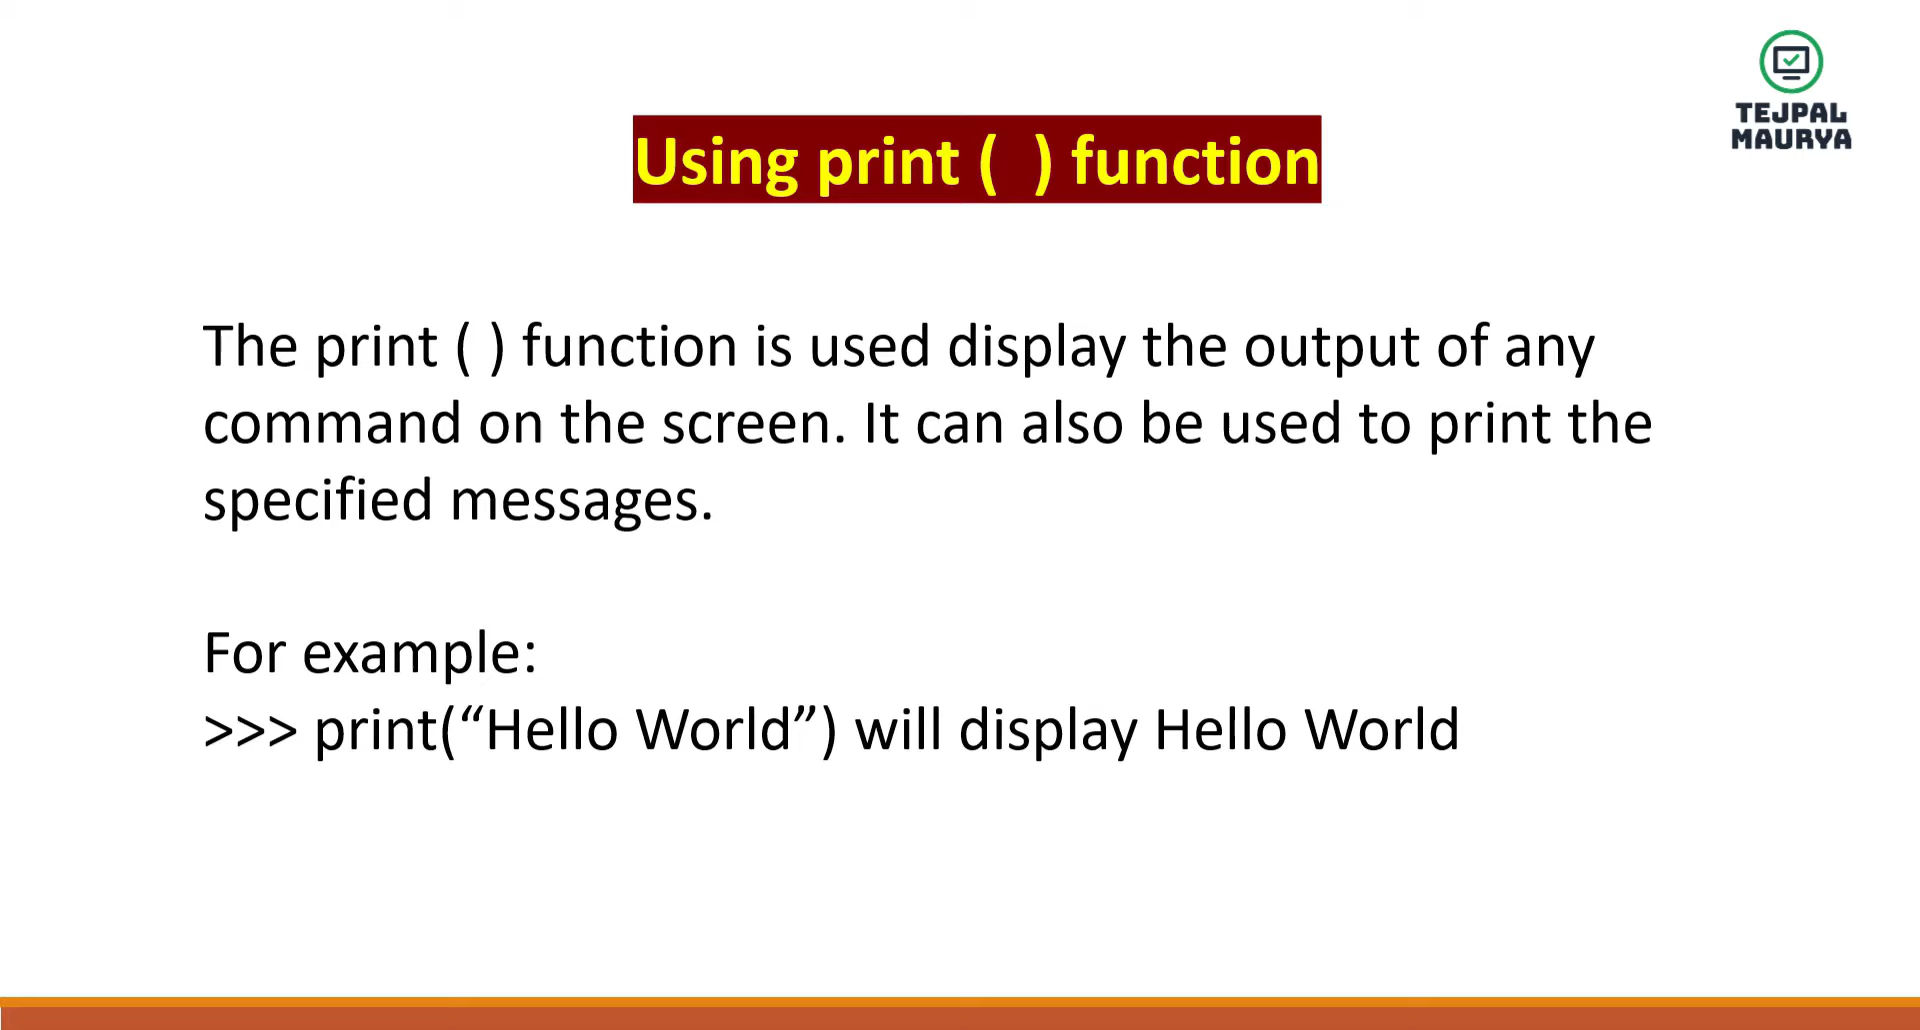 TEJPAL
MAURYA
Using print (  ) function
The print ( ) function is used display the output of any
command on the screen. It can also be used to print the
specified messages.
For example:
>>> print(“Hello World”) will display Hello World